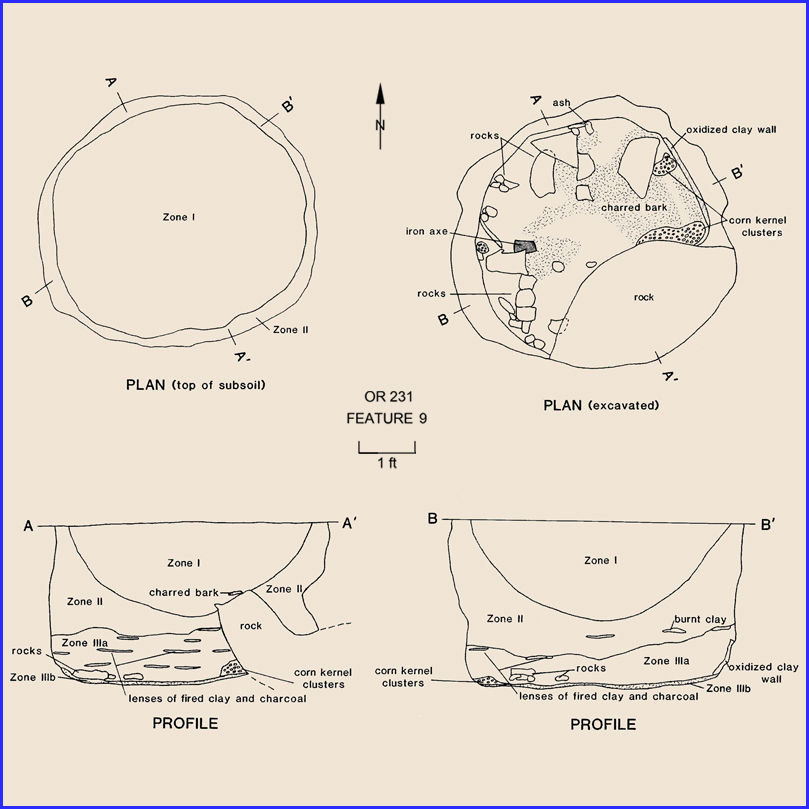 A
B'
Zone I
B
Zone II
A'
PLAN (top of subsoil)
N
A
ash
rocks
oxidized clay wall
B'
charred bark
corn kernel
clusters
iron axe
rocks
rock
B
A'
PLAN (excavated)
OR 231
FEATURE 9
1 ft
A
A'
Zone I
charred bark
Zone II
Zone II
rock
Zone IIIa
rocks
Zone IIIb
corn kernel
clusters
lenses of fired clay and charcoal
PROFILE
B
B'
Zone I
Zone II
burnt clay
Zone IIIa
rocks
corn kernel
clusters
oxidized clay
wall
Zone IIIb
lenses of fired clay and charcoal
PROFILE